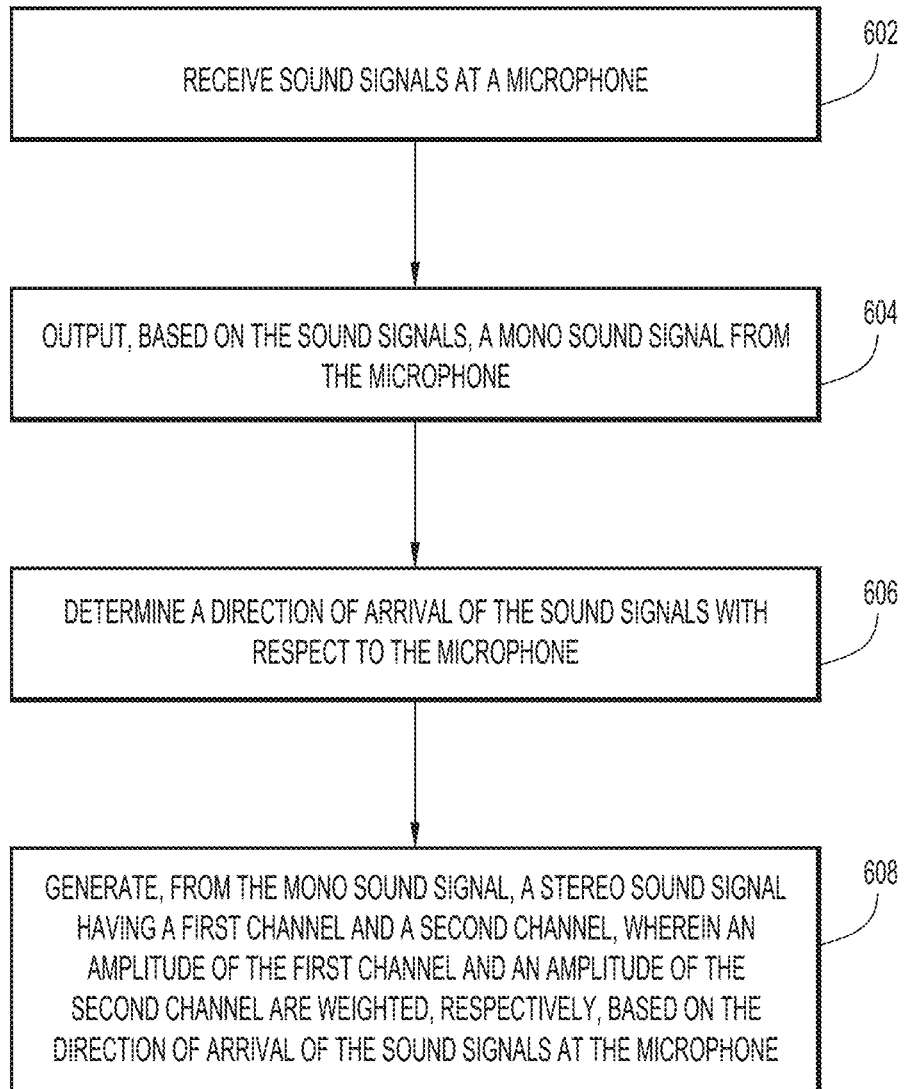 602
RECEIVE SOUND SIGNALS AT A MICROPHONE
604
OUTPUT, BASED ON THE SOUND SIGNALS, A MONO SOUND SIGNAL FROM
THE MICROPHONE
606
DETERMINE A DIRECTION OF ARRIVAL OF THE SOUND SIGNALS WITH
RESPECT TO THE MICROPHONE
608
GENERATE, FROM THE MONO SOUND SIGNAL, A STEREO SOUND SIGNAL
HAVING A FIRST CHANNEL AND A SECOND CHANNEL, WHEREIN AN
AMPLITUDE OF THE FIRST CHANNEL AND AN AMPLITUDE OF THE
SECOND CHANNEL ARE WEIGHTED, RESPECTIVELY, BASED ON THE
DIRECTION OF ARRIVAL OF THE SOUND SIGNALS AT THE MICROPHONE